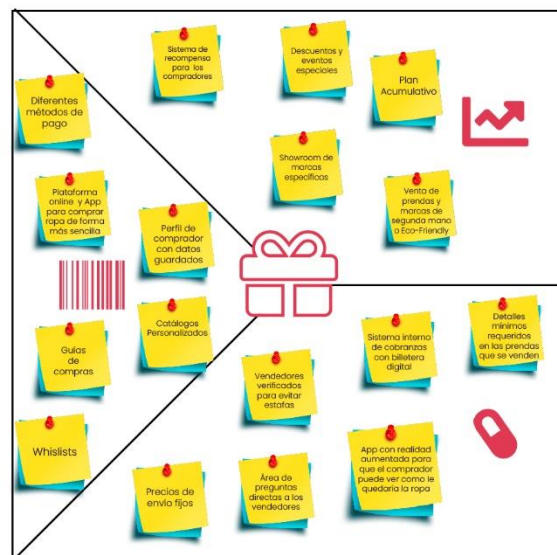 Sistema de
recompensa
para los
compradores
Descuentos y
eventos
especiales
Plan
Acumulativo
Diferentes
métodos de
pago
Showroom de
marcas
específicas
Venta de
prendas y
marcas de
segunda mano
o Eco-Friendly
Plataforma
online y App
para comprar
ropa de forma
más sencilla
Perfil de
comprador
con datos
guardados
Catálogos
Personalizados
Guías
de
compras
Whislists
Detalles
mínimos
requeridos
en las prendas
que se venden
Sistema interno
de cobranzas
con billetera
digital
Vendedores
verificados
para evitar
estafas
Precios de
envío fijos
Área de
preguntas
directas a los
vendedores
App con realidad
aumentada para
que el comprador
puede ver como le
quedaria la ropa